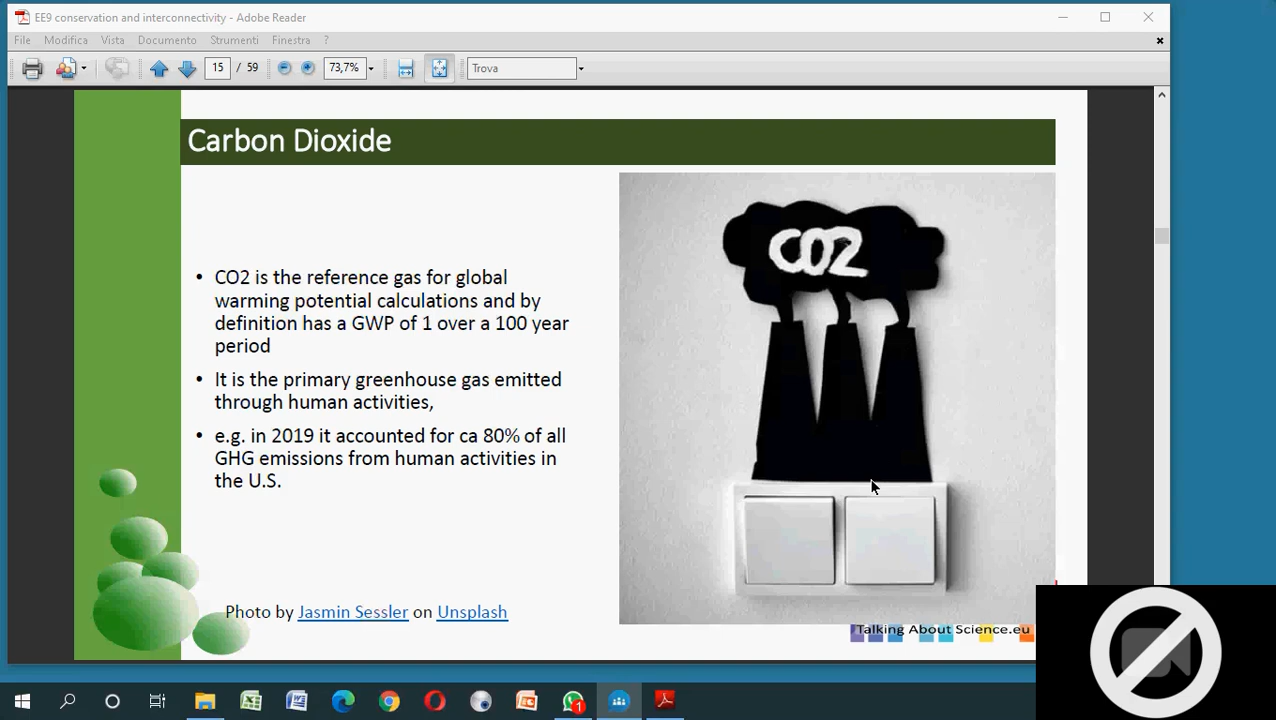 EE9 conservation and interconnectivity - Adobe Reader
File Modifica Vista Documento Strumenti Finestra ?
15 / 59 73,7% Trova
Carbon Dioxide
CO2
• CO2 is the reference gas for global
warming potential calculations and by
definition has a GWP of 1 over a 100 year
period
• It is the primary greenhouse gas emitted
through human activities,
• e.g. in 2019 it accounted for ca 80% of all
GHG emissions from human activities in
the U.S.
Photo by Jasmin Sessler on Unsplash
Talking About Science.eu
1